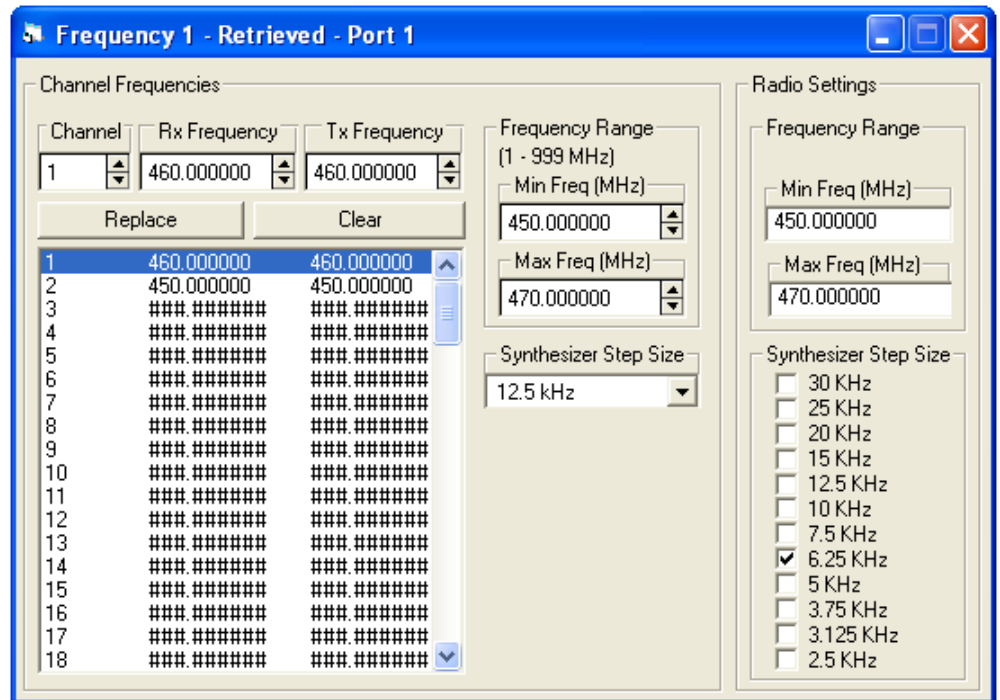 Frequency 1 - Retrieved - Port 1
Channel Frequencies
Channel Rx Frequency Tx Frequency
1 460.000000 460.000000
Replace Clear
1 460.000000 460.000000
2 450.000000 450.000000
3 ###.###### ###.######
4 ###.###### ###.######
5 ###.###### ###.######
6 ###.###### ###.######
7 ###.###### ###.######
8 ###.###### ###.######
9 ###.###### ###.######
10 ###.###### ###.######
11 ###.###### ###.######
12 ###.###### ###.######
13 ###.###### ###.######
14 ###.###### ###.######
15 ###.###### ###.######
16 ###.###### ###.######
17 ###.###### ###.######
18 ###.###### ###.######
Frequency Range
(1 - 999 MHz)
Min Freq (MHz)
450.000000
Max Freq (MHz)
470.000000
Synthesizer Step Size
12.5 kHz
Radio Settings
Frequency Range
Min Freq (MHz)
450.000000
Max Freq (MHz)
470.000000
Synthesizer Step Size
30 KHz
25 KHz
20 KHz
15 KHz
12.5 KHz
10 KHz
7.5 KHz
6.25 KHz
5 KHz
3.75 KHz
3.125 KHz
2.5 KHz